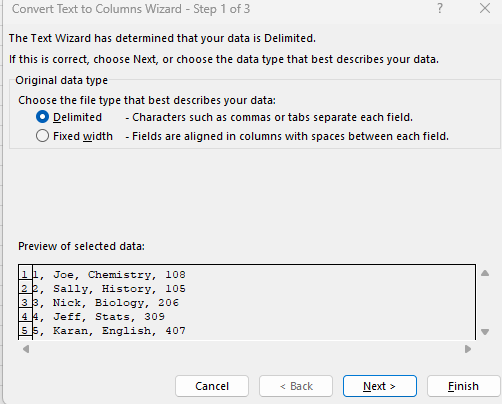 Convert Text to Columns Wizard - Step 1 of 3 ? ×
The Text Wizard has determined that your data is Delimited.
If this is correct, choose Next, or choose the data type that best describes your data.
Original data type
Choose the file type that best describes your data:
Delimited - Characters such as commas or tabs separate each field.
Fixed width - Fields are aligned in columns with spaces between each field.
Preview of selected data:
1 1, Joe, Chemistry, 108
2 2, Sally, History, 105
3 3, Nick, Biology, 206
4 4, Jeff, Stats, 309
5 5, Karan, English, 407
Cancel < Back Next > Finish